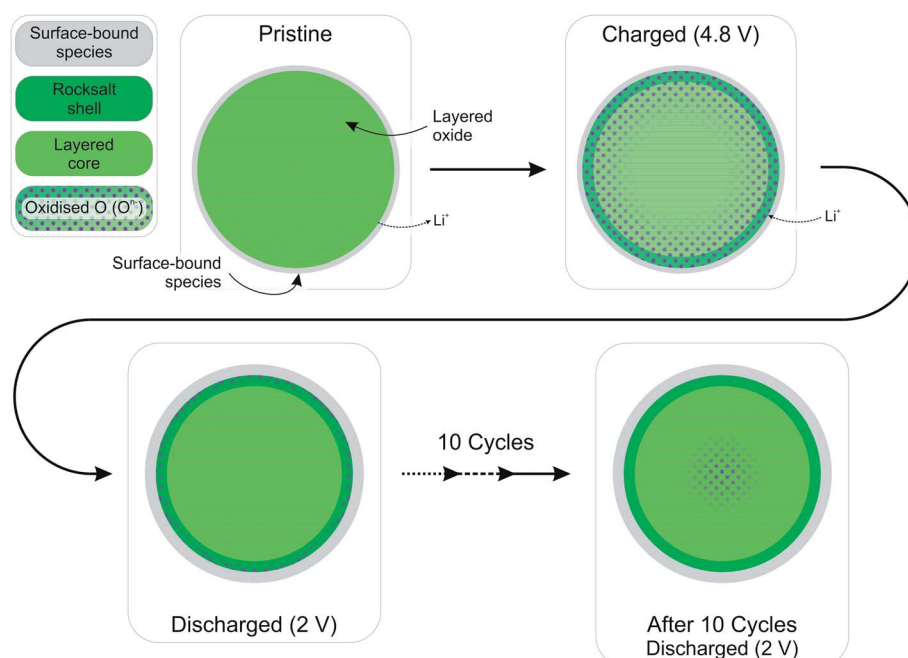 Surface-bound
species
Rocksalt
shell
Layered
core
Oxidised O (Oⁿ⁻)
Pristine
Layered
oxide
Li⁺
Surface-bound
species
Charged (4.8 V)
Li⁺
Discharged (2 V)
10 Cycles
After 10 Cycles
Discharged (2 V)